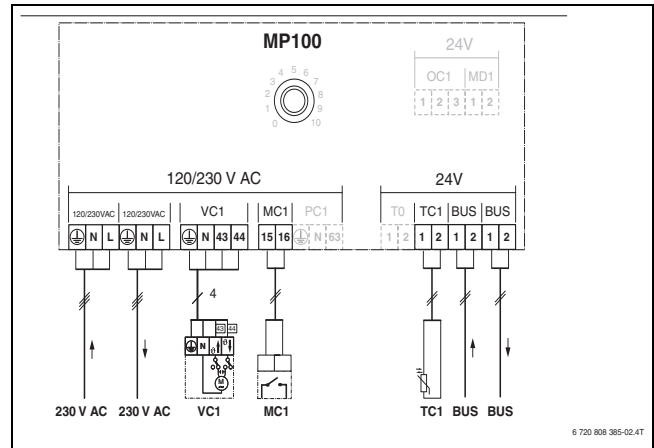 MP100
24V
OC1 MD1
1 2 3 1 2
0 1 2 3 4 5 6 7 8 9 10
120/230 V AC
24V
120/230VAC 120/230VAC VC1 MC1 PC1
T0 TC1 BUS BUS
N L N L N 43 44 15 16 N 63
1 2 1 2 1 2 1 2
4
43 44
N
M
230 V AC 230 V AC VC1 MC1
TC1 BUS BUS
6 720 808 385-02.4T